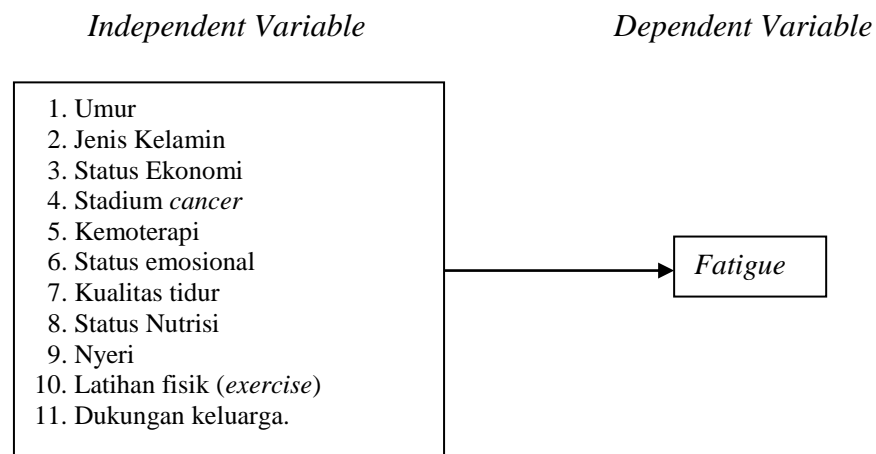 Independent Variable
Dependent Variable
1. Umur
2. Jenis Kelamin
3. Status Ekonomi
4. Stadium cancer
5. Kemoterapi
6. Status emosional
7. Kualitas tidur
8. Status Nutrisi
9. Nyeri
10. Latihan fisik (exercise)
11. Dukungan keluarga.
Fatigue